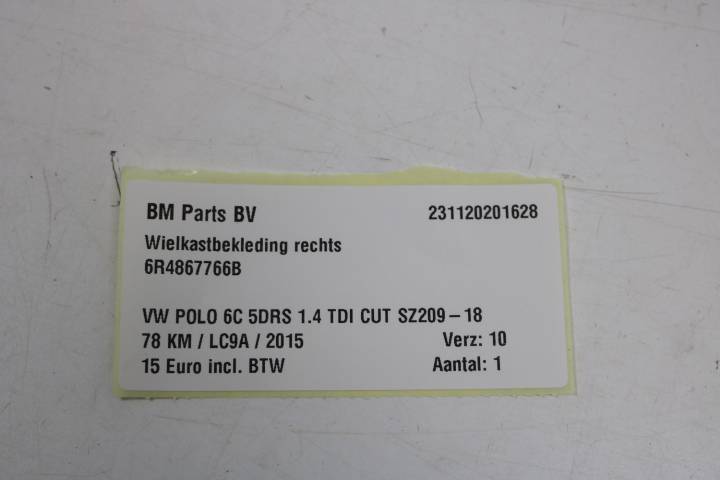 BM Parts BV 231120201628
Wielkastbekleding rechts
6R4867766B
VW POLO 6C 5DRS 1.4 TDI CUT SZ209-18
78 KM / LC9A / 2015 Verz: 10
15 Euro incl. BTW Aantal: 1